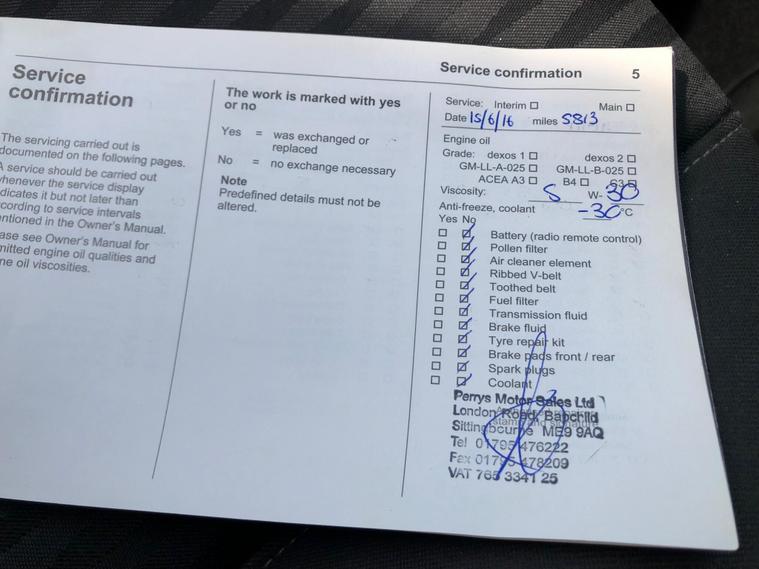 Service confirmation 5
Service
confirmation
The servicing carried out is
documented on the following pages.
A service should be carried out
whenever the service display
dicates it but not later than
cording to service intervals
entioned in the Owner's Manual.
ase see Owner's Manual for
mitted engine oil qualities and
ne oil viscosities.
The work is marked with yes
or no
Yes = was exchanged or
replaced
No = no exchange necessary
Note
Predefined details must not be
altered.
Service: Interim ☐ Main ☐
Date 15/6/16 miles 5813
Engine oil
Grade: dexos 1 ☐ dexos 2 ☐
GM-LL-A-025 ☐ GM-LL-B-025 ☐
ACEA A3 ☐ B4 ☐
Viscosity: 5 W- 30
Anti-freeze, coolant -30 °C
Yes No
☐ ☑ Battery (radio remote control)
☐ ☑ Pollen filter
☐ ☑ Air cleaner element
☐ ☑ Ribbed V-belt
☐ ☑ Toothed belt
☐ ☑ Fuel filter
☐ ☑ Transmission fluid
☐ ☑ Brake fluid
☐ ☑ Tyre repair kit
☐ ☑ Brake pads front / rear
☐ ☑ Spark plugs
☐ ☑ Coolant
Perrys Motor Sales Ltd
London Road, Bapchild
Sittingbourne ME9 9AQ
Tel 01795 476222
Fax 01795 478209
VAT 765 3341 25